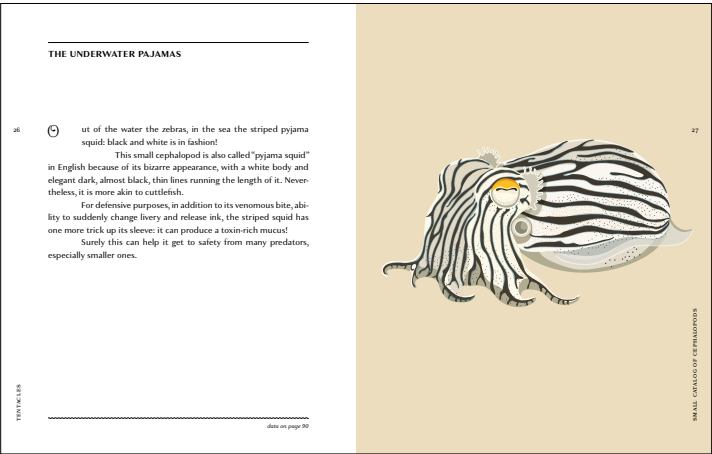 THE UNDERWATER PAJAMAS
26
Out of the water the zebras, in the sea the striped pyjama
squid: black and white is in fashion!
This small cephalopod is also called "pyjama squid"
in English because of its bizarre appearance, with a white body and
elegant dark, almost black, thin lines running the length of it. Never-
theless, it is more akin to cuttlefish.
For defensive purposes, in addition to its venomous bite, abi-
lity to suddenly change livery and release ink, the striped squid has
one more trick up its sleeve: it can produce a toxin-rich mucus!
Surely this can help it get to safety from many predators,
especially smaller ones.
TENTACLES
data on page 90
27
SMALL CATALOG OF CEPHALOPODS